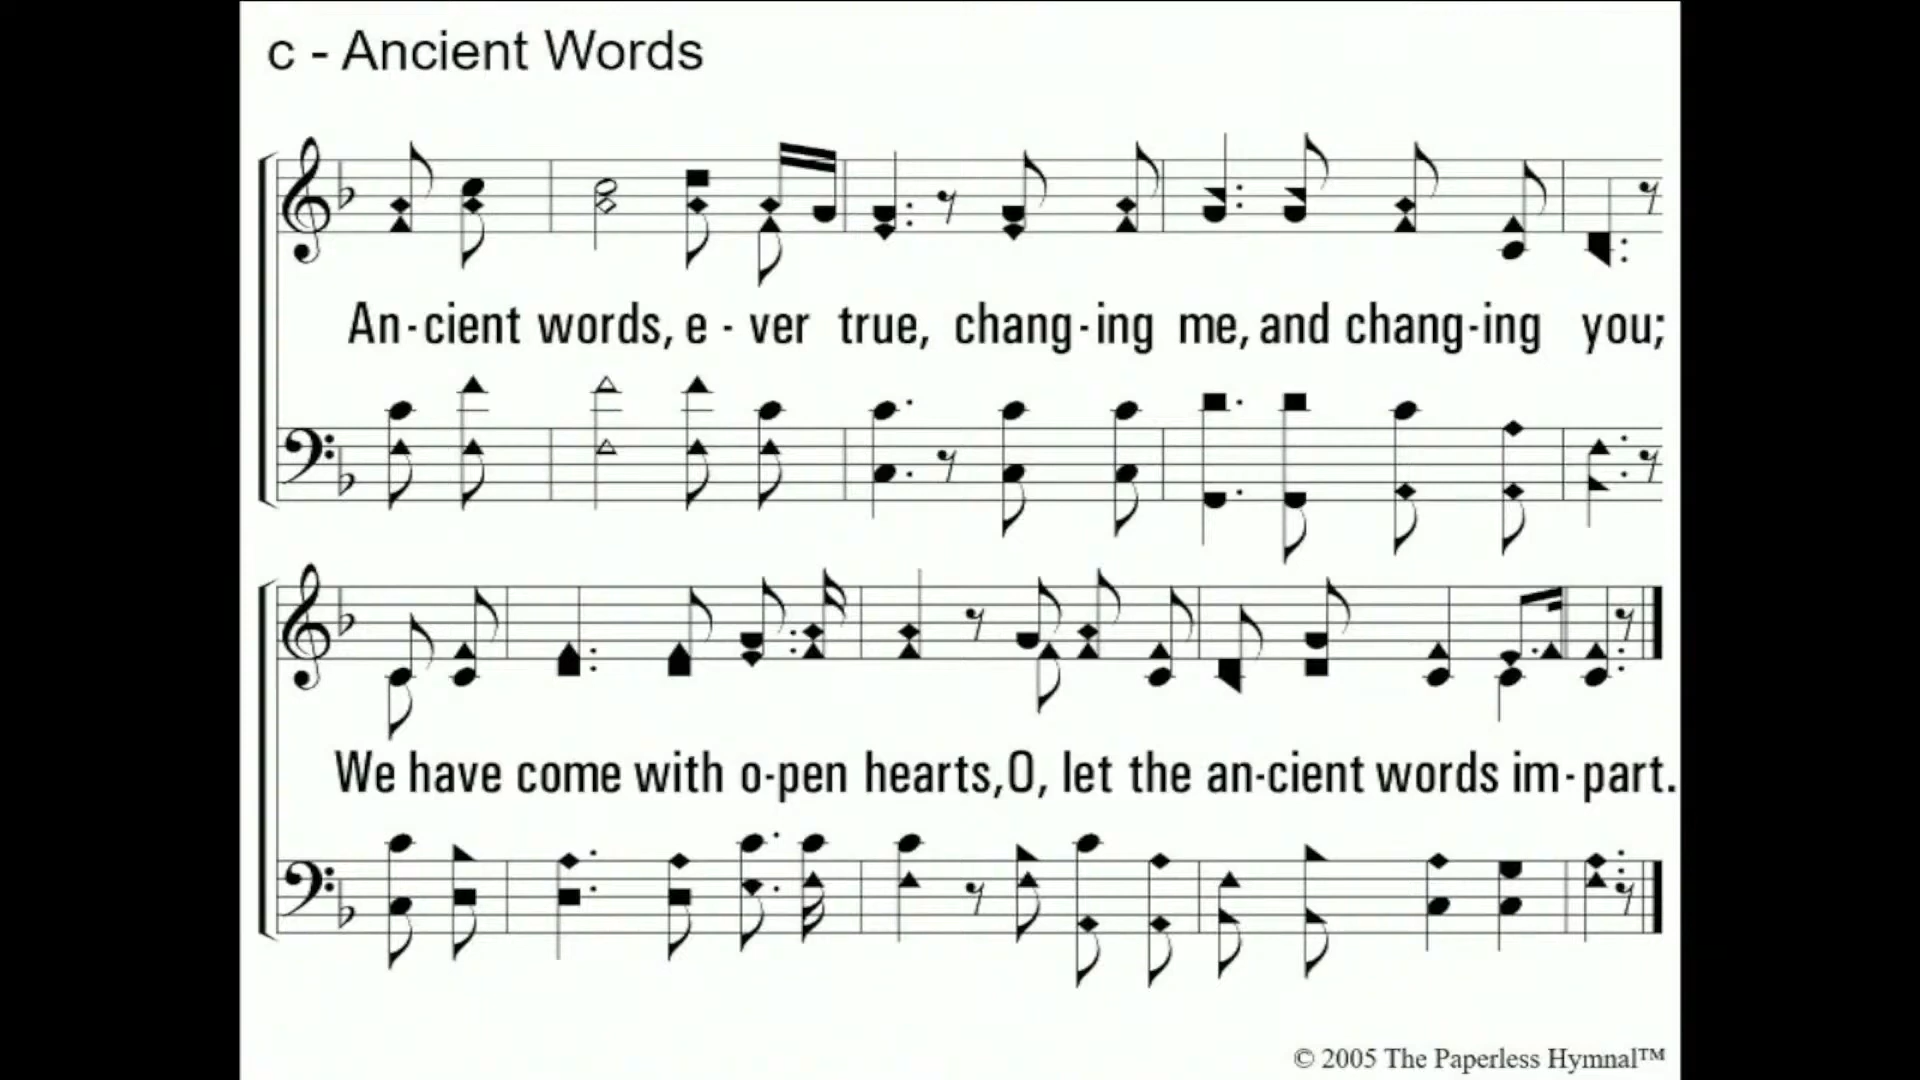 c - Ancient Words
An-cient words, e - ver true, chang-ing me, and chang-ing you;
We have come with o-pen hearts, O, let the an-cient words im-part.
© 2005 The Paperless Hymnal™